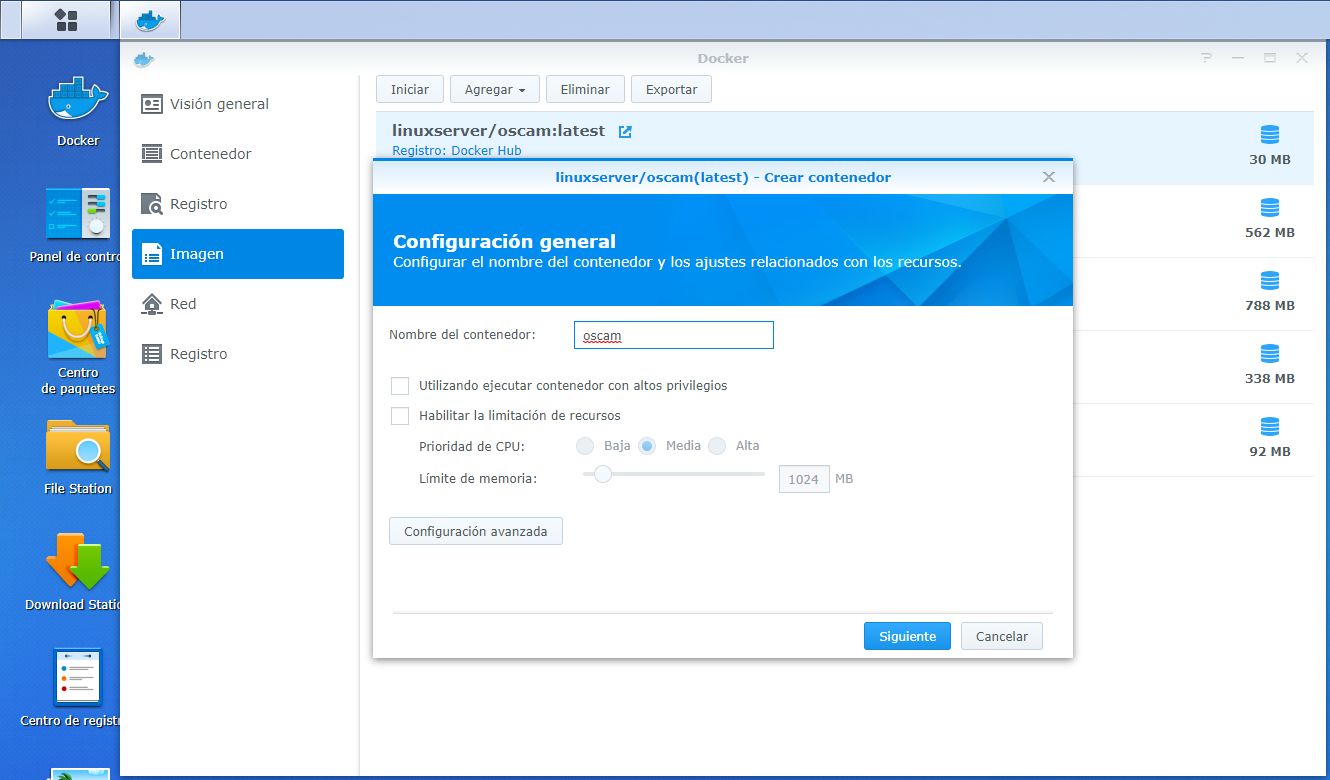 Docker
Docker
Panel de contro
Centro
de paquetes
File Station
Download Static
Centro de registr
Visión general
Contenedor
Registro
Imagen
Red
Registro
Iniciar
Agregar
Eliminar
Exportar
linuxserver/oscam:latest
Registro: Docker Hub
30 MB
562 MB
788 MB
338 MB
92 MB
linuxserver/oscam(latest) - Crear contenedor
Configuración general
Configurar el nombre del contenedor y los ajustes relacionados con los recursos.
Nombre del contenedor: oscam
Utilizando ejecutar contenedor con altos privilegios
Habilitar la limitación de recursos
Prioridad de CPU: Baja Media Alta
Límite de memoria: 1024 MB
Configuración avanzada
Siguiente Cancelar